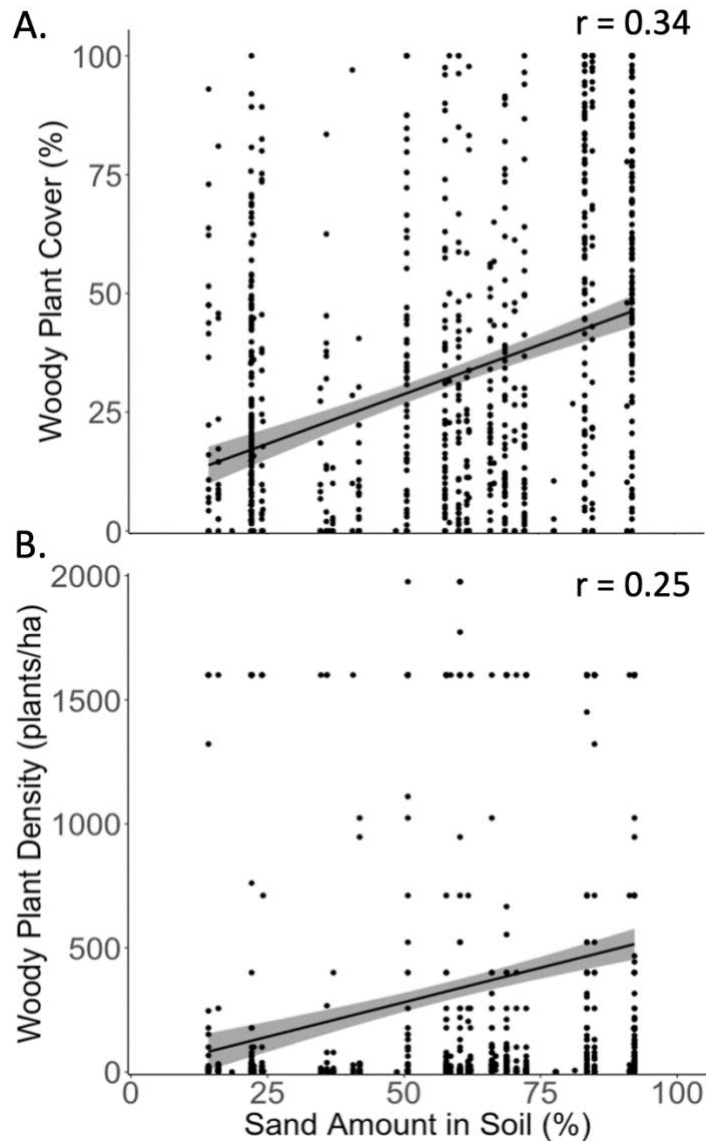 A.
r = 0.34
Woody Plant Cover (%)
100
75
50
25
0
B.
r = 0.25
Woody Plant Density (plants/ha)
2000
1500
1000
500
0
0 25 50 75 100
Sand Amount in Soil (%)